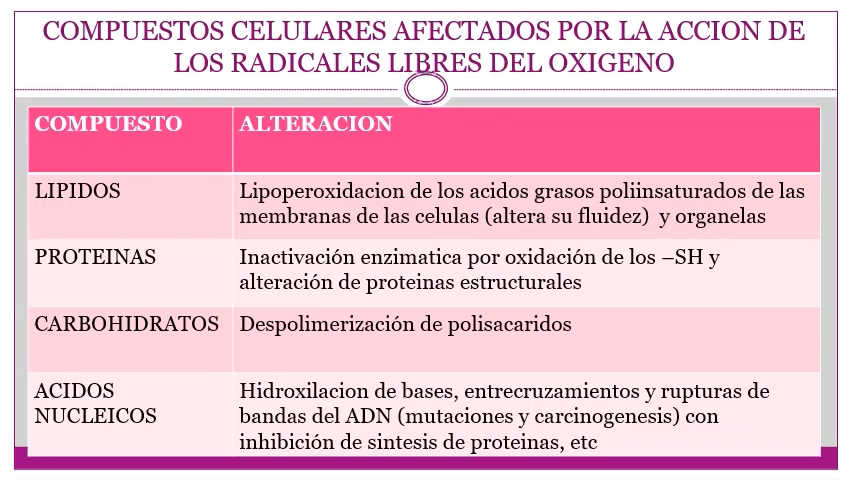 COMPUESTOS CELULARES AFECTADOS POR LA ACCION DE
LOS RADICALES LIBRES DEL OXIGENO
COMPUESTO
ALTERACION
LIPIDOS
Lipoperoxidacion de los acidos grasos poliinsaturados de las
membranas de las celulas (altera su fluidez) y organelas
PROTEINAS
Inactivación enzimatica por oxidación de los –SH y
alteración de proteinas estructurales
CARBOHIDRATOS
Despolimerización de polisacaridos
ACIDOS
NUCLEICOS
Hidroxilacion de bases, entrecruzamientos y rupturas de
bandas del ADN (mutaciones y carcinogenesis) con
inhibición de sintesis de proteinas, etc